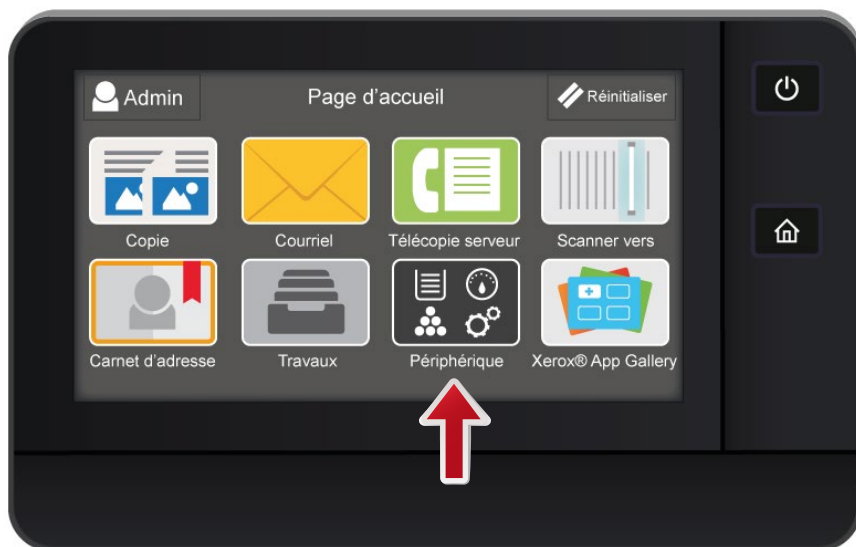 Admin
Page d'accueil
Réinitialiser
Copie
Courriel
Télécopie serveur
Scanner vers
Carnet d'adresse
Travaux
Périphérique
Xerox® App Gallery